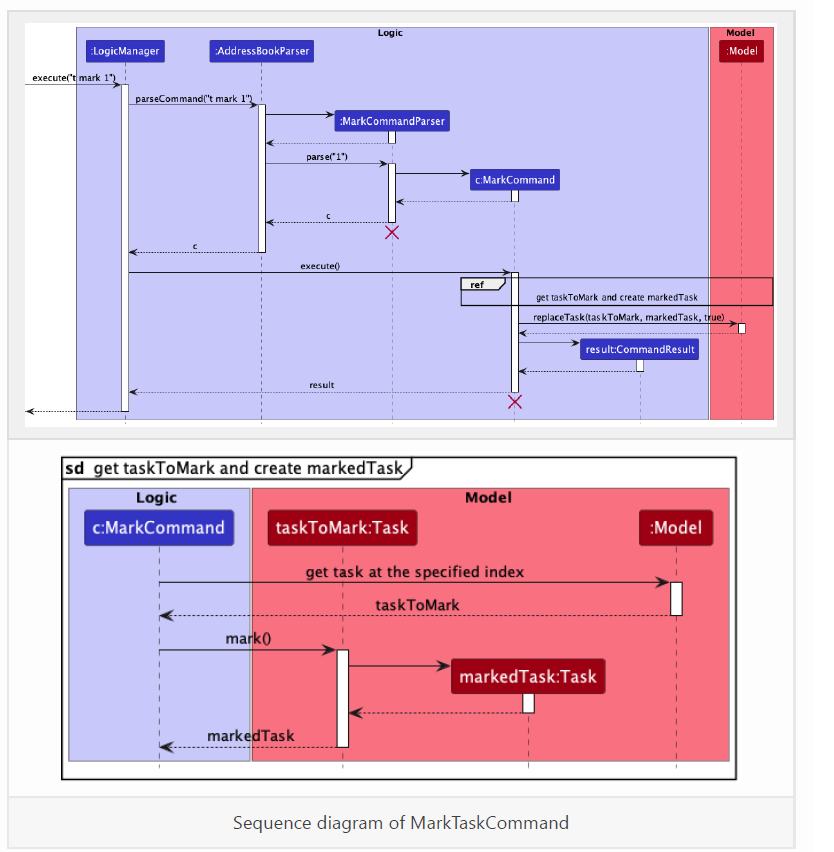 Logic
Model
:LogicManager
:AddressBookParser
:Model
execute("t mark 1")
parseCommand("t mark 1")
:MarkCommandParser
parse("1")
c:MarkCommand
c
c
execute()
ref
get taskToMark and create markedTask
replaceTask(taskToMark, markedTask, true)
result:CommandResult
result
sd get taskToMark and create markedTask
Logic
Model
c:MarkCommand
taskToMark:Task
:Model
get task at the specified index
taskToMark
mark()
markedTask:Task
markedTask
Sequence diagram of MarkTaskCommand